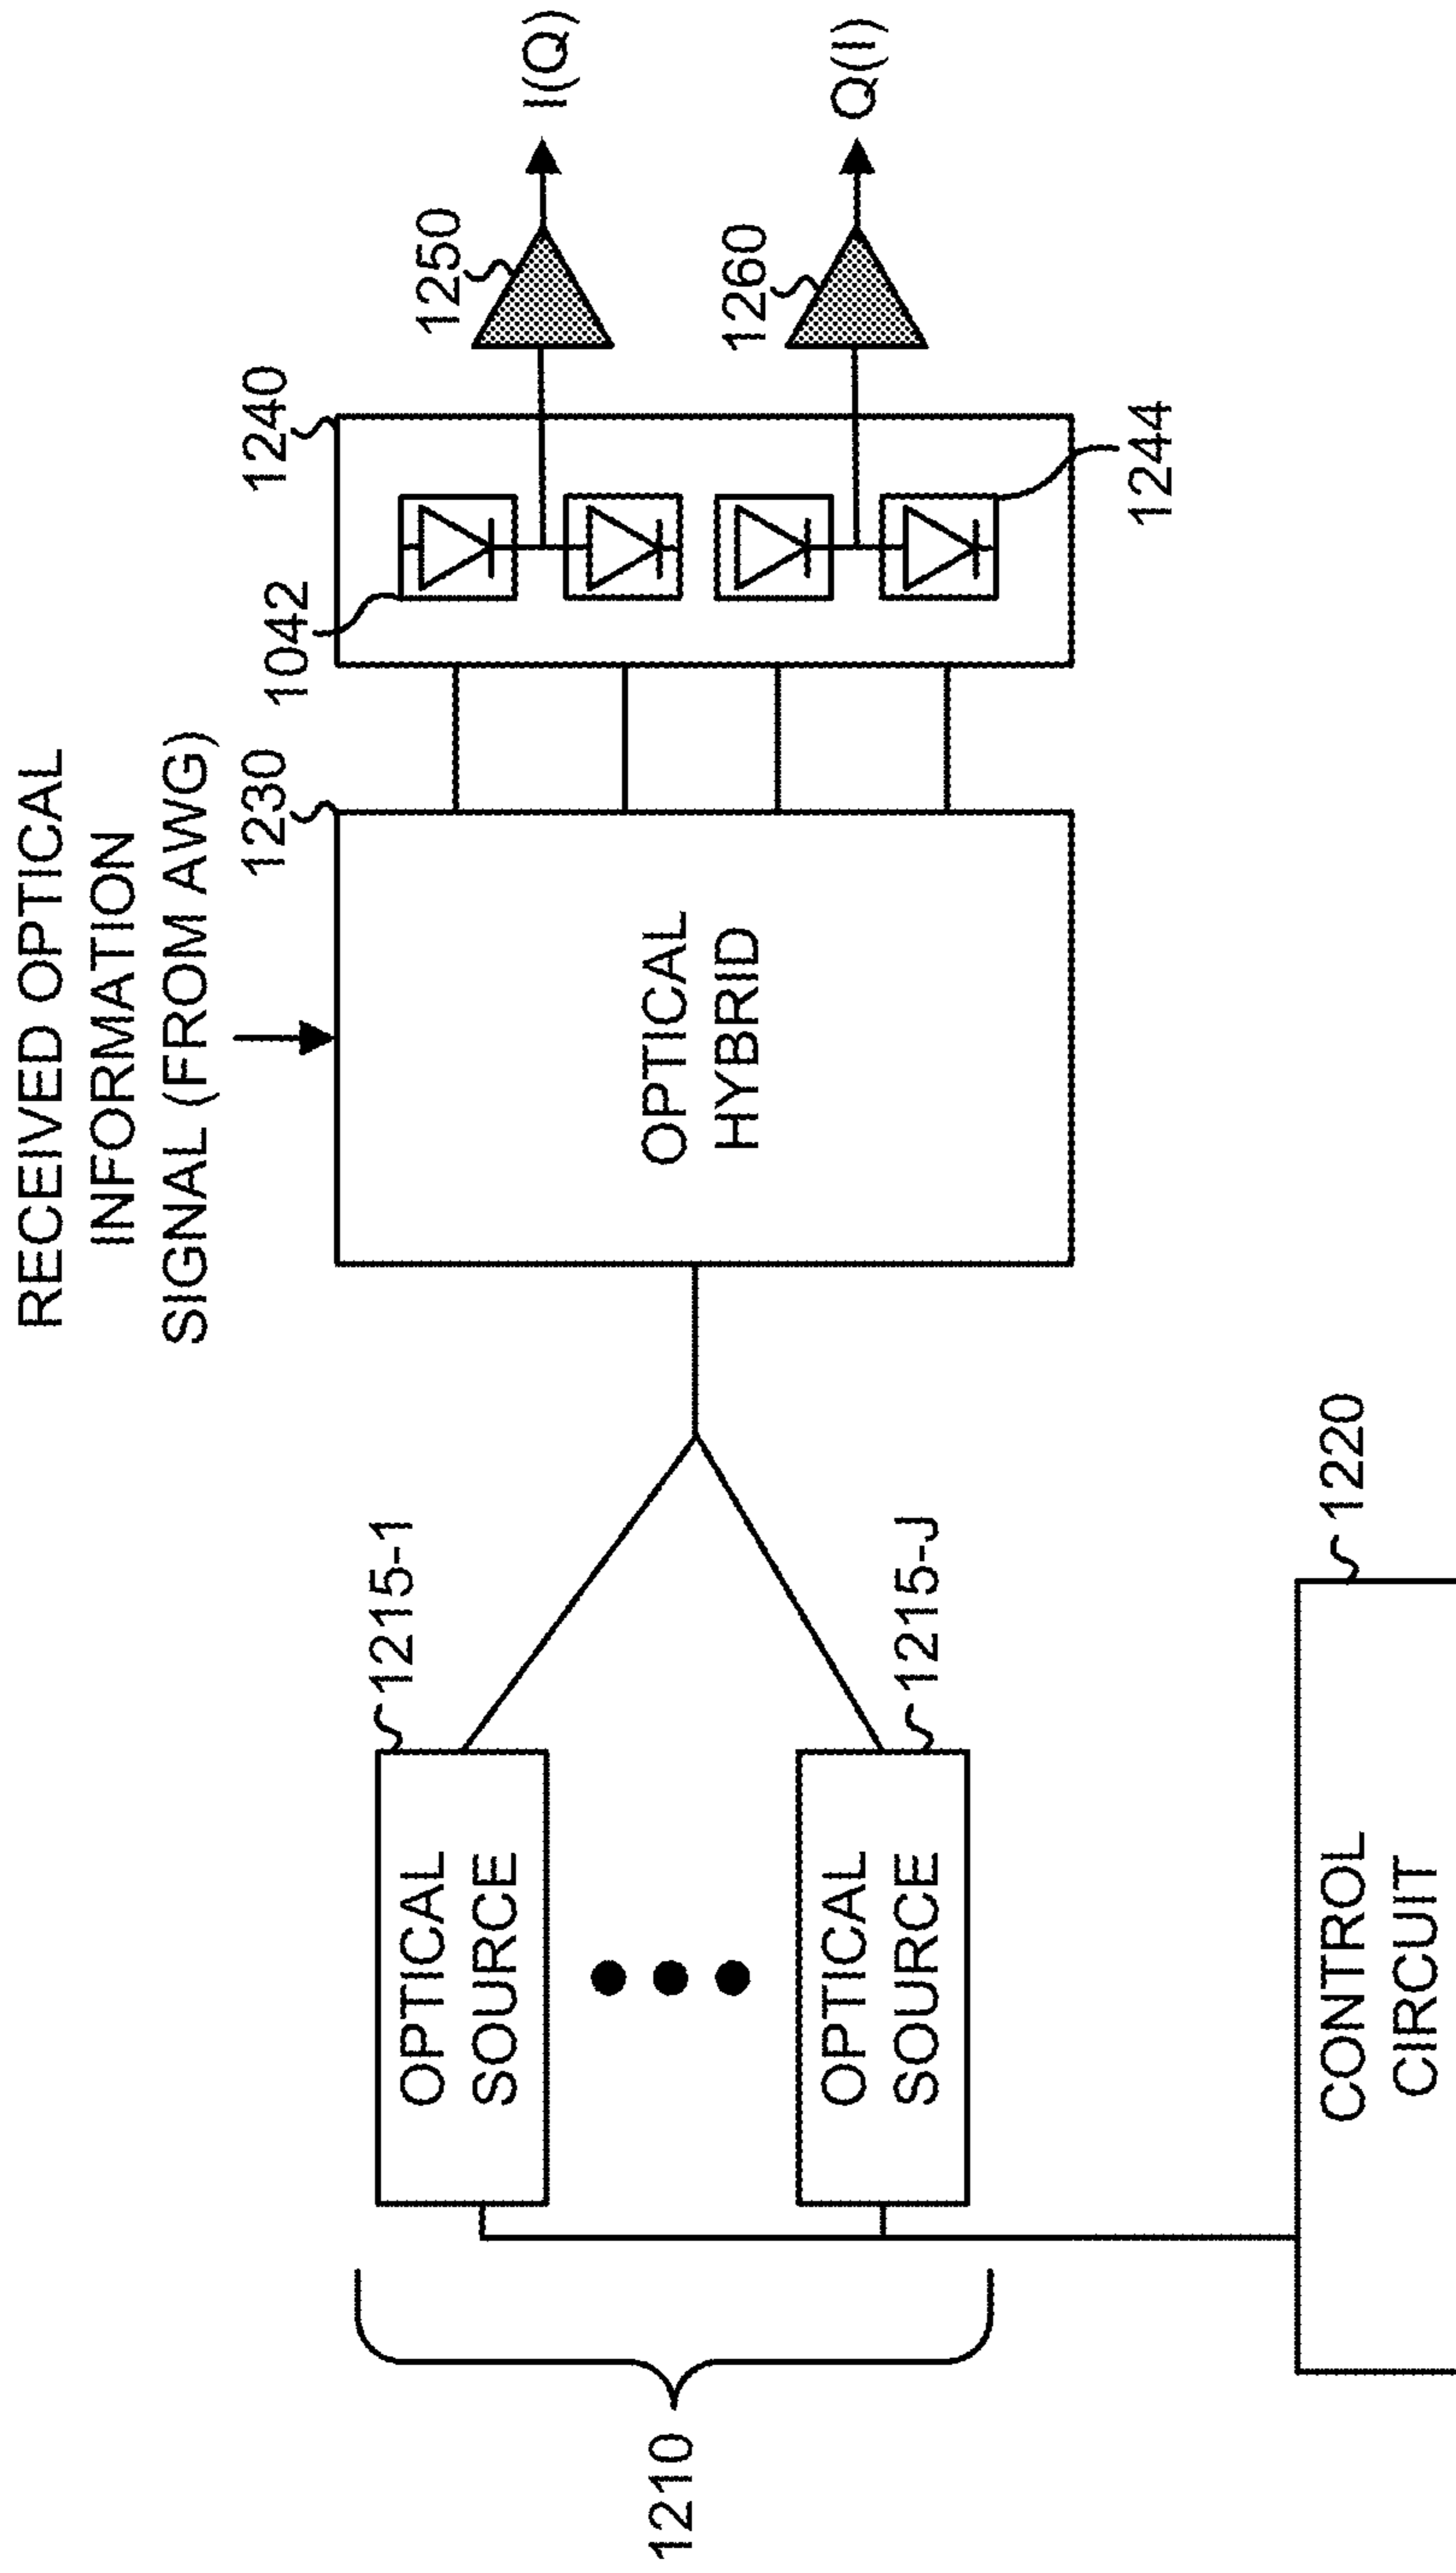 RECEIVED OPTICAL
INFORMATION
SIGNAL (FROM AWG)
1210
1215-1
OPTICAL
SOURCE
1215-J
OPTICAL
SOURCE
1220
CONTROL
CIRCUIT
1230
OPTICAL
HYBRID
1240
1042
1244
1250
I(Q)
1260
Q(I)